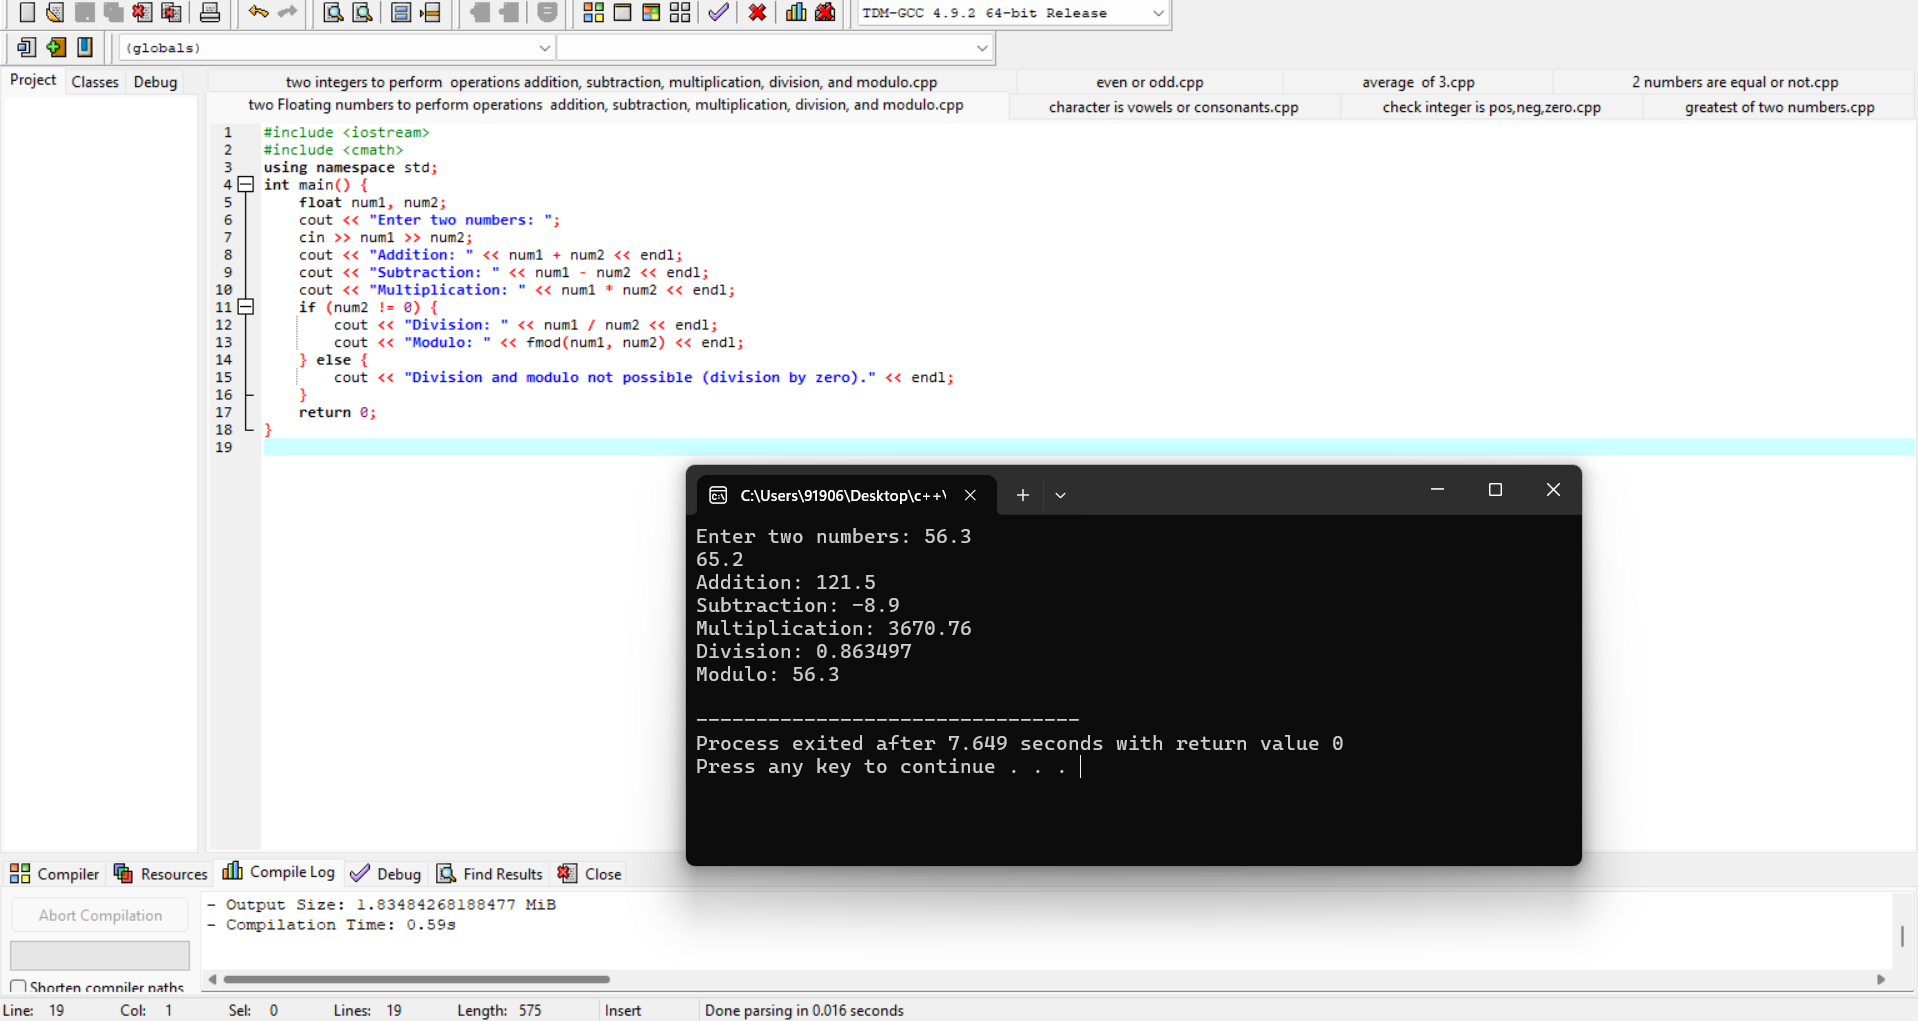 TDM-GCC 4.9.2 64-bit Release
(globals)
Project Classes Debug
two integers to perform  operations addition, subtraction, multiplication, division, and modulo.cpp
even or odd.cpp
average  of 3.cpp
2 numbers are equal or not.cpp
two Floating numbers to perform operations  addition, subtraction, multiplication, division, and modulo.cpp
character is vowels or consonants.cpp
check integer is pos,neg,zero.cpp
greatest of two numbers.cpp
1 #include <iostream>
2 #include <cmath>
3 using namespace std;
4 int main() {
5     float num1, num2;
6     cout << "Enter two numbers: ";
7     cin >> num1 >> num2;
8     cout << "Addition: " << num1 + num2 << endl;
9     cout << "Subtraction: " << num1 - num2 << endl;
10     cout << "Multiplication: " << num1 * num2 << endl;
11     if (num2 != 0) {
12         cout << "Division: " << num1 / num2 << endl;
13         cout << "Modulo: " << fmod(num1, num2) << endl;
14     } else {
15         cout << "Division and modulo not possible (division by zero)." << endl;
16     }
17     return 0;
18 }
19
C:\Users\91906\Desktop\c++\
Enter two numbers: 56.3
65.2
Addition: 121.5
Subtraction: -8.9
Multiplication: 3670.76
Division: 0.863497
Modulo: 56.3
--------------------------------
Process exited after 7.649 seconds with return value 0
Press any key to continue . . .
Compiler Resources Compile Log Debug Find Results Close
Abort Compilation
- Output Size: 1.83484268188477 MiB
- Compilation Time: 0.59s
Shorten compiler paths
Line: 19 Col: 1 Sel: 0 Lines: 19 Length: 575 Insert Done parsing in 0.016 seconds